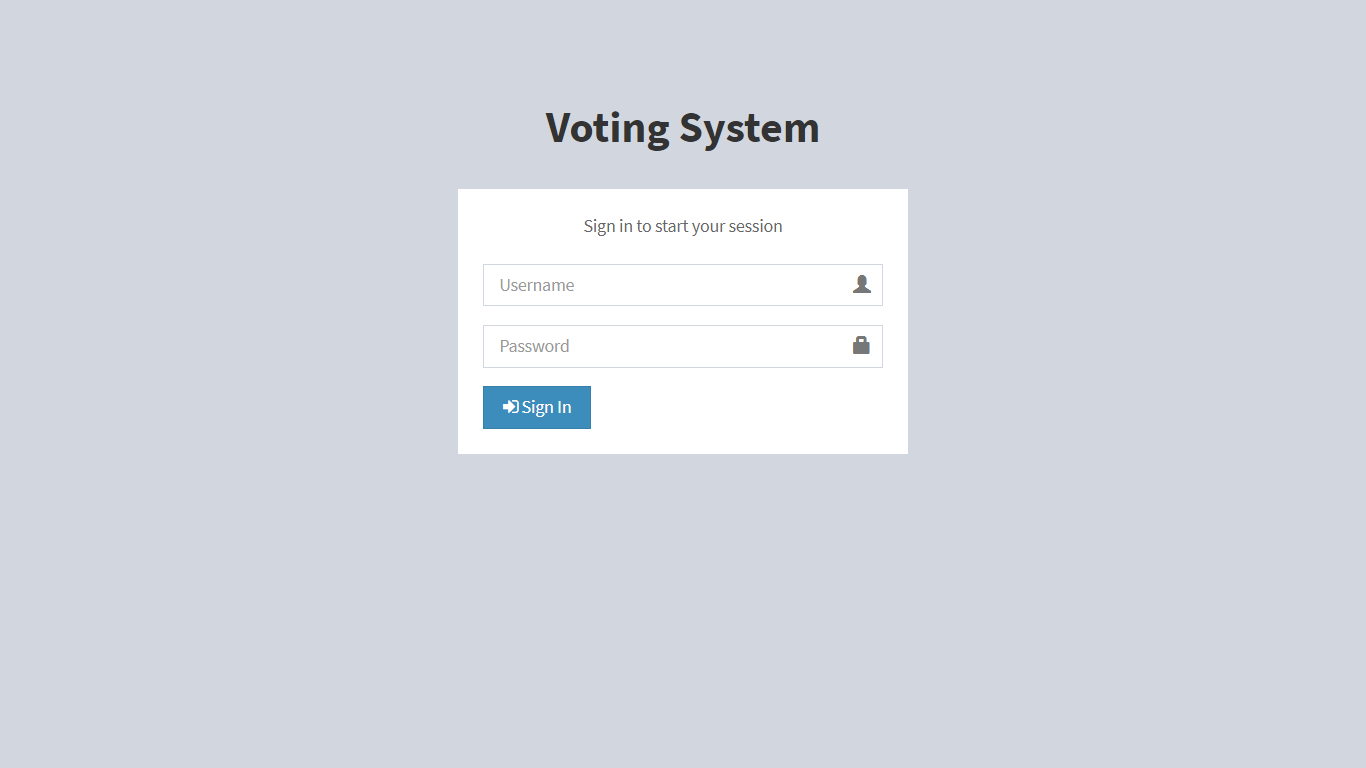 Voting System
Sign in to start your session
Username
Password
Sign In